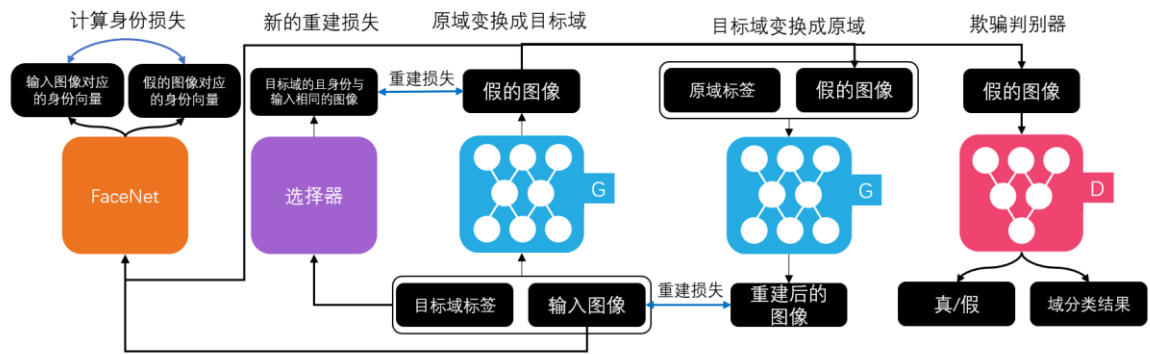 计算身份损失
新的重建损失
原域变换成目标域
目标域变换成原域
欺骗判别器
输入图像对应
的身份向量
假的图像对
应的身份向量
目标域的且身份与
输入相同的图像
重建损失
假的图像
原域标签
假的图像
假的图像
FaceNet
选择器
G
G
D
目标域标签
输入图像
重建损失
重建后的
图像
真/假
域分类结果